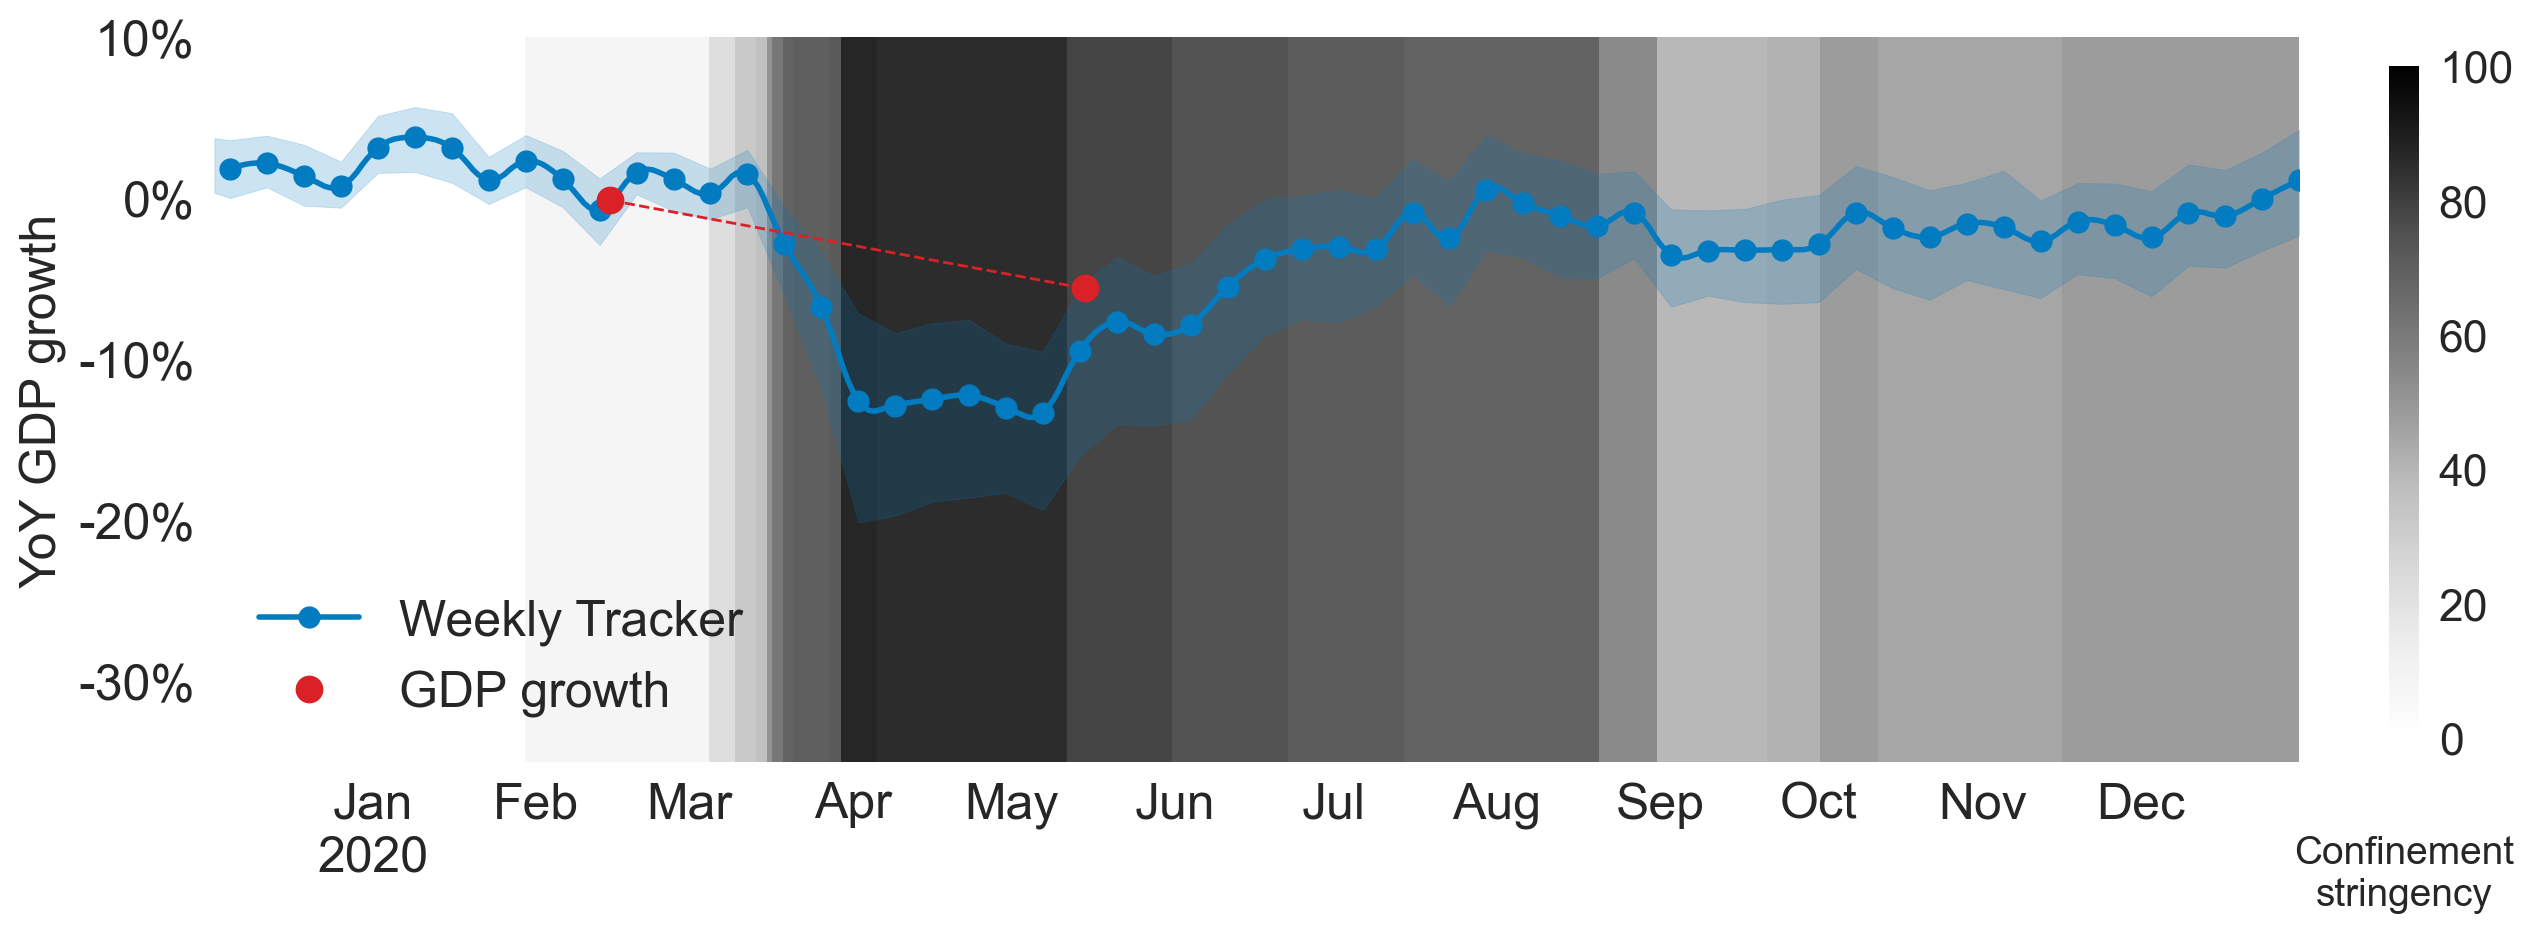 10%
0%
-10%
-20%
-30%
YoY GDP growth
Weekly Tracker
GDP growth
Jan Feb Mar Apr May Jun Jul Aug Sep Oct Nov Dec
2020
100
80
60
40
20
0
Confinement
stringency